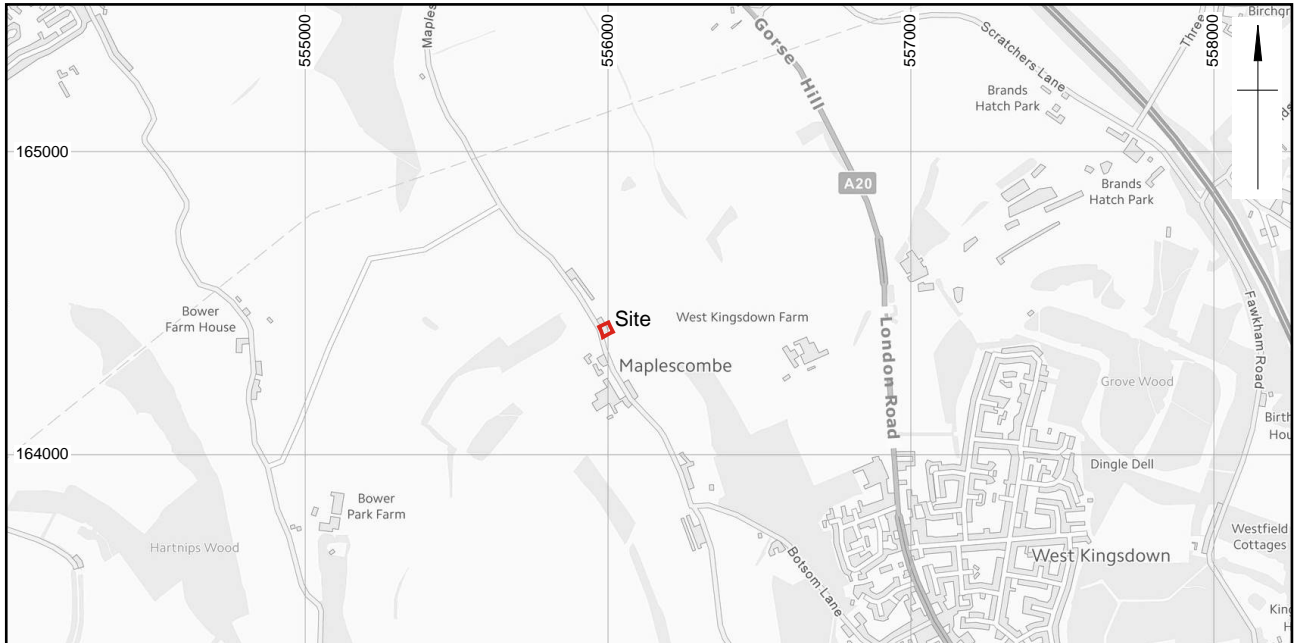 555000
556000
557000
558000
Maples
Gorse Hill
Scratchers Lane
Three
Birchgr
Brands
Hatch Park
165000
A20
Brands
Hatch Park
Bower
Farm House
Site
West Kingsdown Farm
Maplescombe
London Road
Fawkham Road
Grove Wood
Birth
Hou
164000
Dingle Dell
Bower
Park Farm
Hartnips Wood
Botsom Lane
West Kingsdown
Westfield
Cottages
King
H